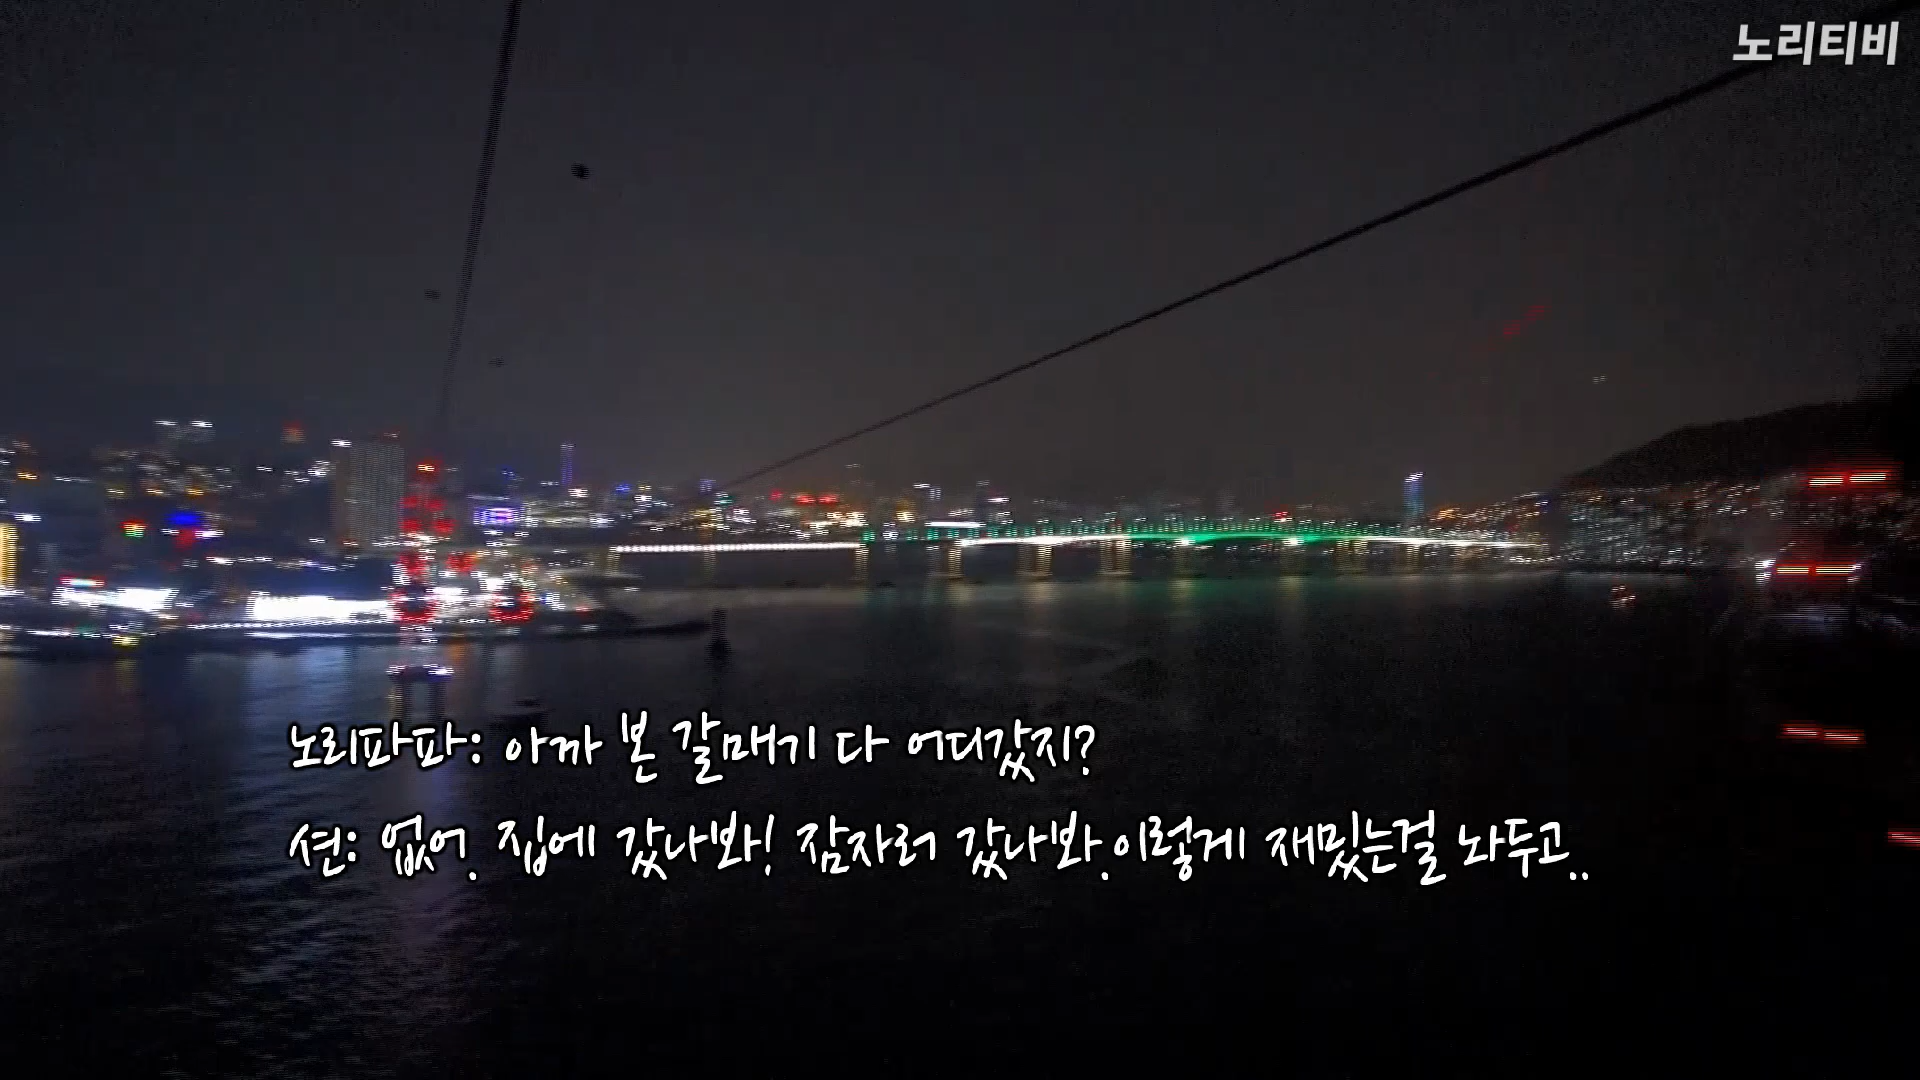 노리티비
노리파파: 아까 본 갈매기 다 어디갔지?
션: 없어. 집에 갔나봐! 잠자러 갔나봐.이렇게 재밌는걸 놔두고..